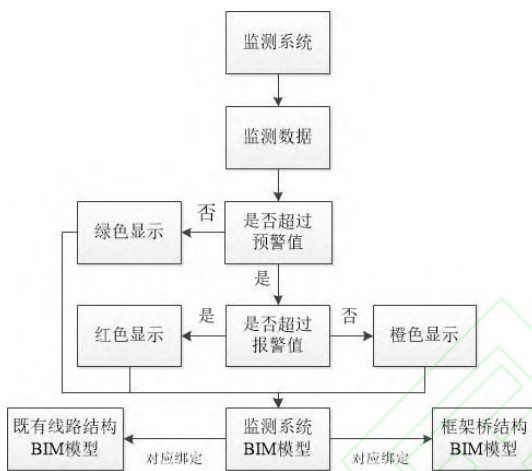 监测系统
监测数据
否
绿色显示
是否超过
预警值
是
是
否
红色显示
是否超过
报警值
橙色显示
既有线路结构
BIM模型
对应绑定
监测系统
BIM模型
对应绑定
框架桥结构
BIM模型